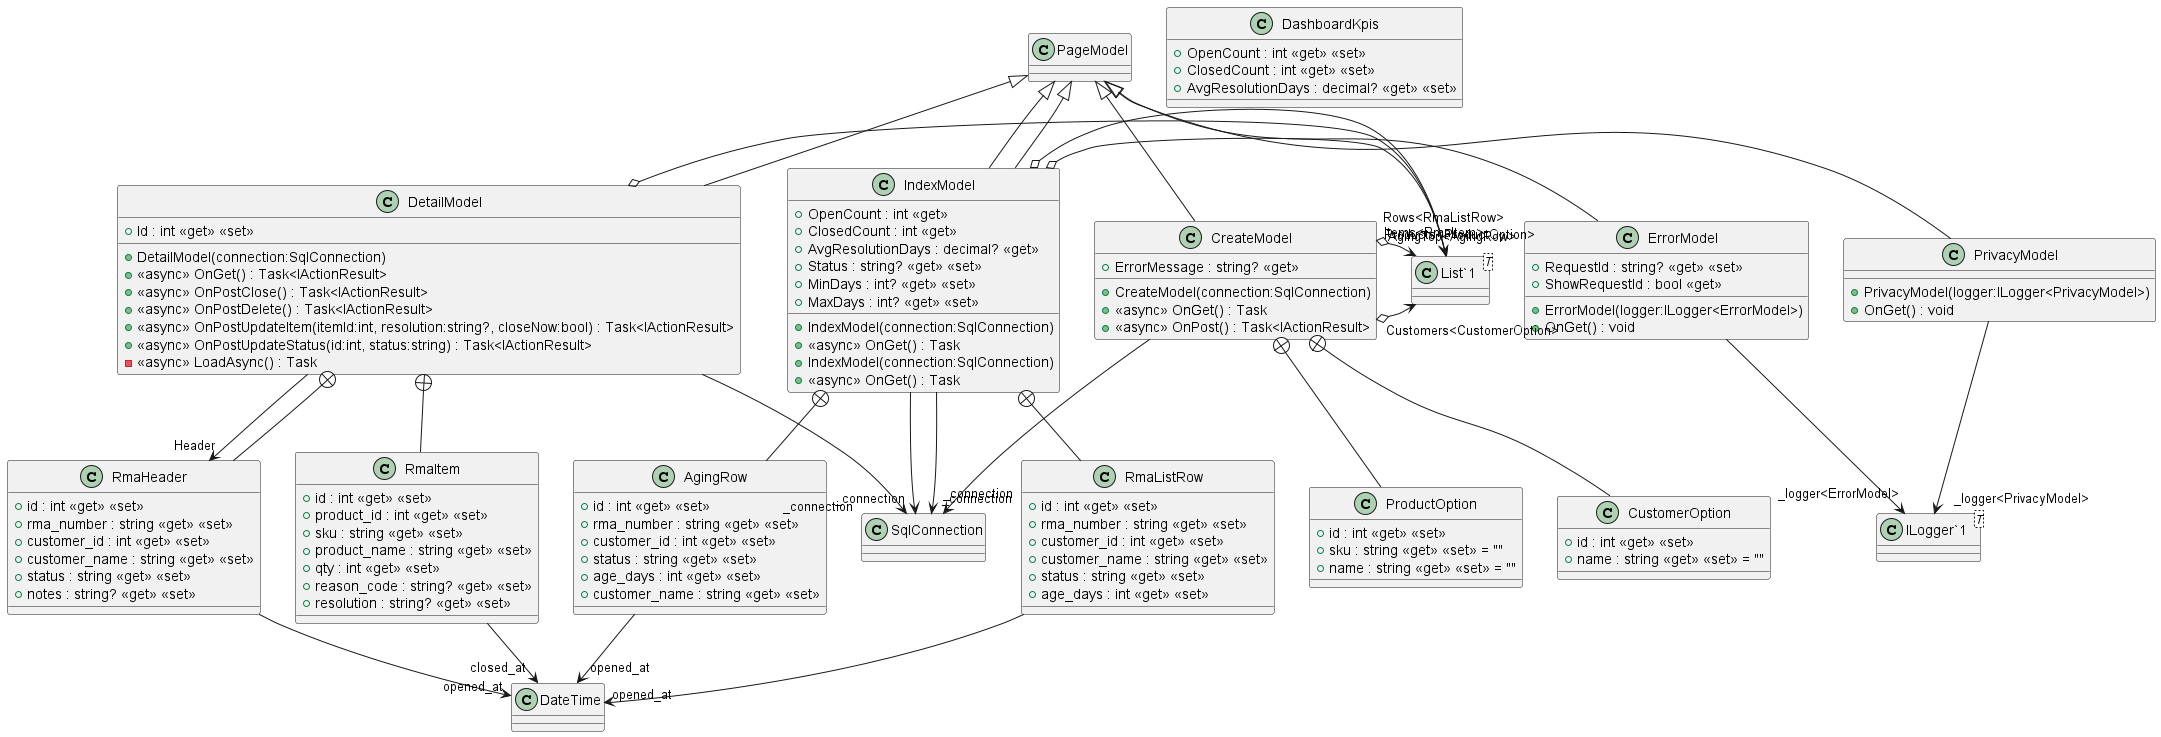 DashboardKpis
OpenCount : int «get» «set»
ClosedCount : int «get» «set»
AvgResolutionDays : decimal? «get» «set»
PageModel
DetailModel
Id : int «get» «set»
DetailModel(connection:SqlConnection)
«async» OnGet() : Task<IActionResult>
«async» OnPostClose() : Task<IActionResult>
«async» OnPostDelete() : Task<IActionResult>
«async» OnPostUpdateItem(itemId:int, resolution:string?, closeNow:bool) : Task<IActionResult>
«async» OnPostUpdateStatus(id:int, status:string) : Task<IActionResult>
«async» LoadAsync() : Task
IndexModel
OpenCount : int «get»
ClosedCount : int «get»
AvgResolutionDays : decimal? «get»
Status : string? «get» «set»
MinDays : int? «get» «set»
MaxDays : int? «get» «set»
IndexModel(connection:SqlConnection)
«async» OnGet() : Task
IndexModel(connection:SqlConnection)
«async» OnGet() : Task
CreateModel
ErrorMessage : string? «get»
CreateModel(connection:SqlConnection)
«async» OnGet() : Task
«async» OnPost() : Task<IActionResult>
Rows<RmaListRow>
List`1
T
Customers<CustomerOption>
ErrorModel
RequestId : string? «get» «set»
ShowRequestId : bool «get»
ErrorModel(logger:ILogger<ErrorModel>)
OnGet() : void
PrivacyModel
PrivacyModel(logger:ILogger<PrivacyModel>)
OnGet() : void
Header
RmaHeader
id : int «get» «set»
rma_number : string «get» «set»
customer_id : int «get» «set»
customer_name : string «get» «set»
status : string «get» «set»
notes : string? «get» «set»
RmaItem
id : int «get» «set»
product_id : int «get» «set»
sku : string «get» «set»
product_name : string «get» «set»
qty : int «get» «set»
reason_code : string? «get» «set»
resolution : string? «get» «set»
AgingRow
id : int «get» «set»
rma_number : string «get» «set»
customer_id : int «get» «set»
status : string «get» «set»
age_days : int «get» «set»
customer_name : string «get» «set»
_connection
_connection
_connection
_connection
SqlConnection
RmaListRow
id : int «get» «set»
rma_number : string «get» «set»
customer_id : int «get» «set»
customer_name : string «get» «set»
status : string «get» «set»
age_days : int «get» «set»
ProductOption
id : int «get» «set»
sku : string «get» «set» = ""
name : string «get» «set» = ""
CustomerOption
id : int «get» «set»
name : string «get» «set» = ""
_logger<ErrorModel>
_logger<PrivacyModel>
ILogger`1
T
closed_at
opened_at
opened_at
opened_at
DateTime